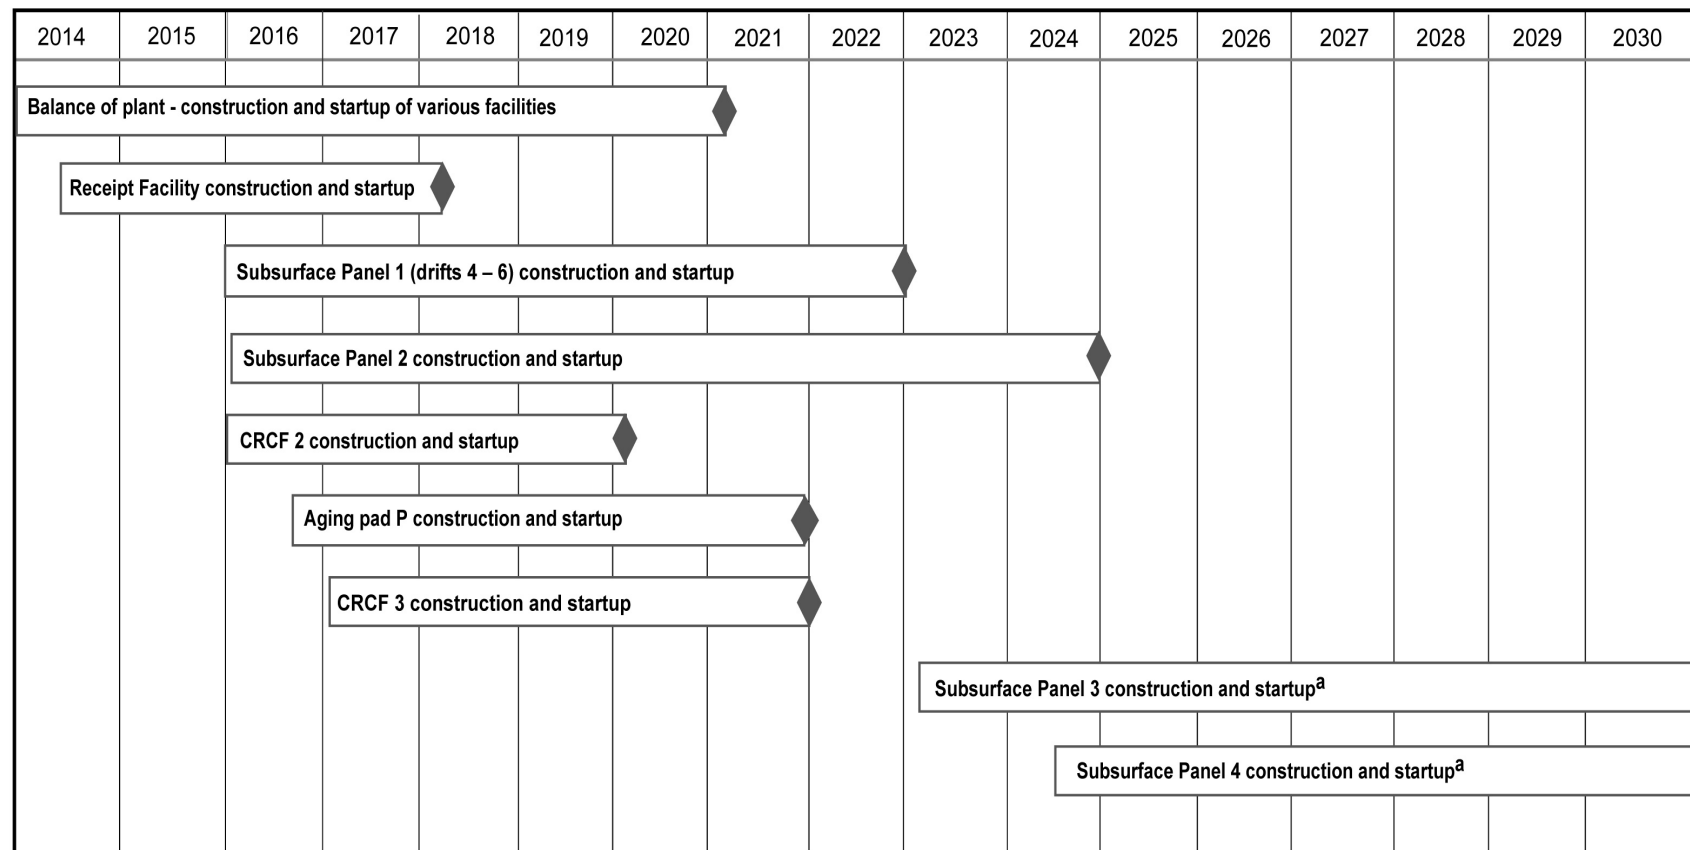 2014 2015 2016 2017 2018 2019 2020 2021 2022 2023 2024 2025 2026 2027 2028 2029 2030
Balance of plant - construction and startup of various facilities
Receipt Facility construction and startup
Subsurface Panel 1 (drifts 4 – 6) construction and startup
Subsurface Panel 2 construction and startup
CRCF 2 construction and startup
Aging pad P construction and startup
CRCF 3 construction and startup
Subsurface Panel 3 construction and startupa
Subsurface Panel 4 construction and startupa